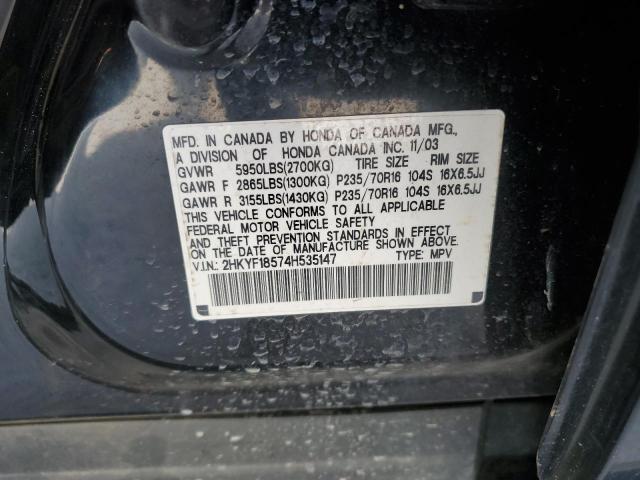 MFD. IN CANADA BY HONDA OF CANADA MFG.,
A DIVISION OF HONDA CANADA INC. 11/03
GVWR 5950LBS(2700KG) TIRE SIZE RIM SIZE
GAWR F 2865LBS(1300KG) P235/70R16 104S 16X6.5JJ
GAWR R 3155LBS(1430KG) P235/70R16 104S 16X6.5JJ
THIS VEHICLE CONFORMS TO ALL APPLICABLE
FEDERAL MOTOR VEHICLE SAFETY
AND THEFT PREVENTION STANDARDS IN EFFECT
ON THE DATE OF MANUFACTURE SHOWN ABOVE.
V.I.N.: 2HKYF18574H535147 TYPE: MPV